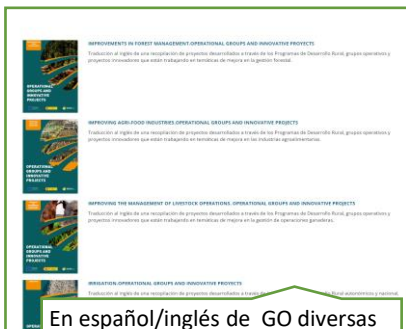 IMPROVEMENTS IN FOREST MANAGEMENT.OPERATIONAL GROUPS AND INNOVATIVE PROYECTS
Traducción al inglés de una recopilación de proyectos desarrollados a través de los Programas de Desarrollo Rural, grupos operativos y
proyectos innovadores que están trabajando en temáticas de mejora en la gestión forestal.
OPERATIONAL
GROUPS AND
INNOVATIVE
PROJECTS
IMPROVING AGRI-FOOD INDUSTRIES.OPERATIONAL GROUPS AND INNOVATIVE PROJECTS
Traducción al inglés de una recopilación de proyectos desarrollados a través de los Programas de Desarrollo Rural, grupos operativos y
proyectos innovadores que están trabajando en temáticas de mejora en las industrias agroalimentarias.
OPERATIONAL
GROUPS AND
INNOVATIVE
PROJECTS
IMPROVING THE MANAGEMENT OF LIVESTOCK OPERATIONS. OPERATIONAL GROUPS AND INNOVATIVE PROJECTS
Traducción al inglés de una recopilación de proyectos desarrollados a través de los Programas de Desarrollo Rural, grupos operativos y
proyectos innovadores que están trabajando en temáticas de mejora en la gestión de operaciones ganaderas.
OPERATIONAL
GROUPS AND
INNOVATIVE
PROJECTS
IRRIGATION.OPERATIONAL GROUPS AND INNOVATIVE PROYECTS
Traducción al inglés de una recopilación de proyectos desarrollados a través de Rural autonómicos y nacional,
En español/inglés de GO diversas